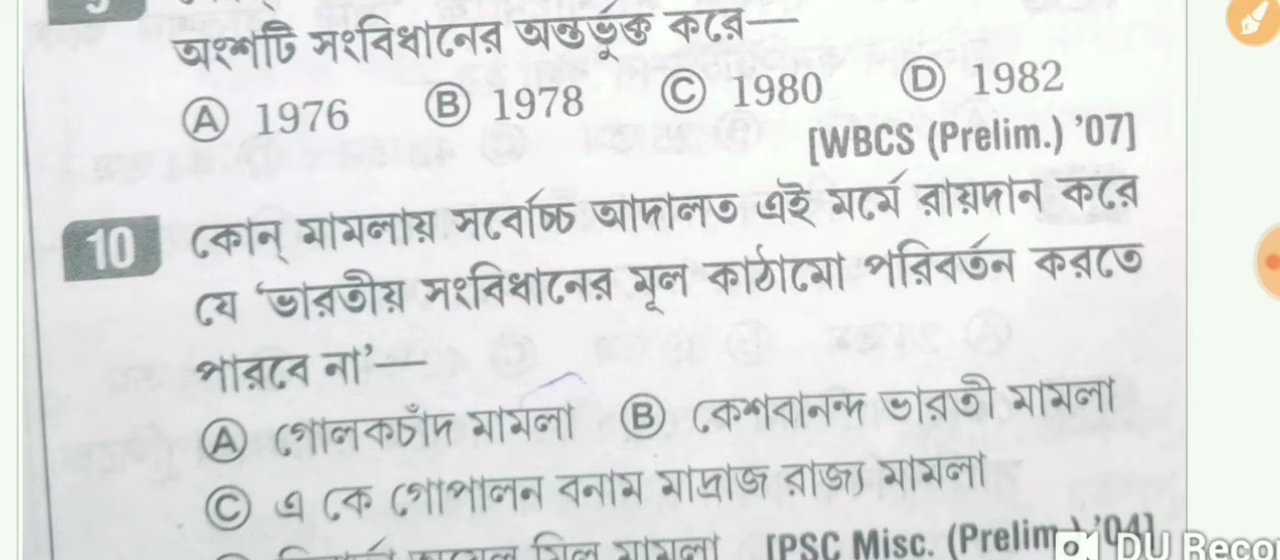 অংশটি সংবিধানের অন্তর্ভুক্ত করে—
Ⓐ 1976 Ⓑ 1978 Ⓒ 1980 Ⓓ 1982
[WBCS (Prelim.) ’07]
10 কোন্ মামলায় সর্বোচ্চ আদালত এই মর্মে রায়দান করে
যে ‘ভারতীয় সংবিধানের মূল কাঠামো পরিবর্তন করতে
পারবে না’—
Ⓐ গোলকচাঁদ মামলা Ⓑ কেশবানন্দ ভারতী মামলা
Ⓒ এ কে গোপালন বনাম মাদ্রাজ রাজ্য মামলা
মিল মামলা [PSC Misc. (Prelim.) ’04]
DU Reco